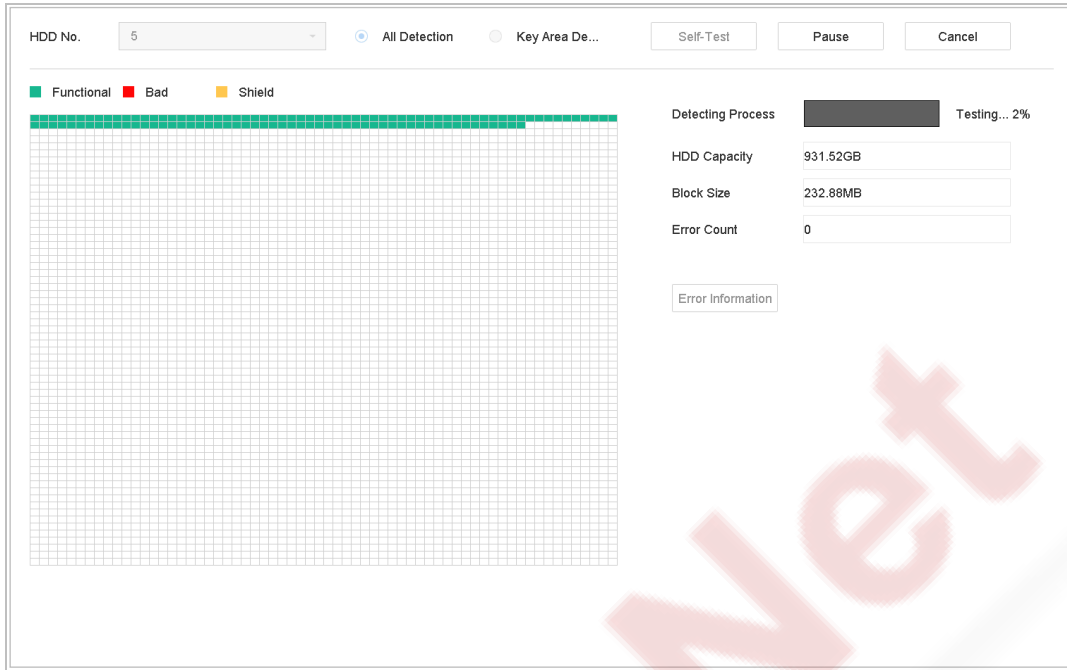 HDD No. 5 All Detection Key Area De... Self-Test Pause Cancel
Functional Bad Shield
Detecting Process Testing... 2%
HDD Capacity 931.52GB
Block Size 232.88MB
Error Count 0
Error Information
Net